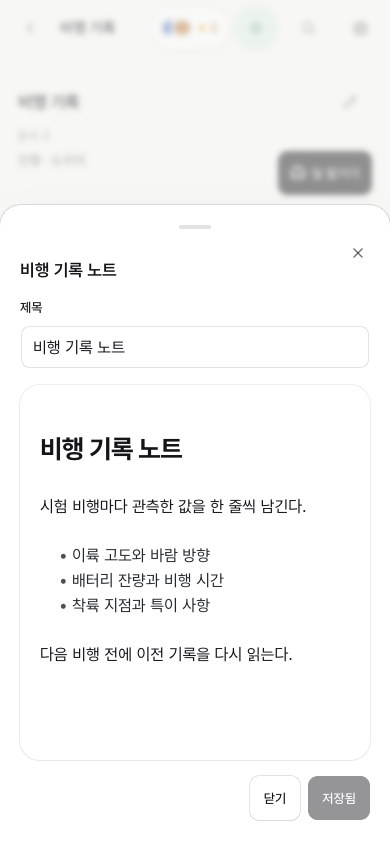 비행 기록
비행 기록
비행 기록 노트
제목
비행 기록 노트
비행 기록 노트
시험 비행마다 관측한 값을 한 줄씩 남긴다.
• 이륙 고도와 바람 방향
• 배터리 잔량과 비행 시간
• 착륙 지점과 특이 사항
다음 비행 전에 이전 기록을 다시 읽는다.
닫기
저장됨